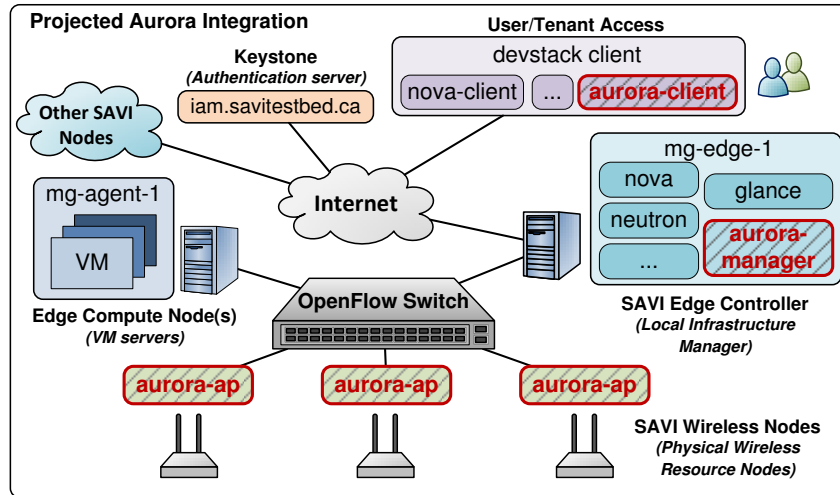 Projected Aurora Integration
User/Tenant Access
Keystone
(Authentication server)
iam.savitestbed.ca
devstack client
nova-client
...
aurora-client
Other SAVI
Nodes
Internet
mg-agent-1
VM
Edge Compute Node(s)
(VM servers)
mg-edge-1
nova
glance
neutron
aurora-
manager
...
SAVI Edge Controller
(Local Infrastructure
Manager)
OpenFlow Switch
aurora-ap
aurora-ap
aurora-ap
SAVI Wireless Nodes
(Physical Wireless
Resource Nodes)